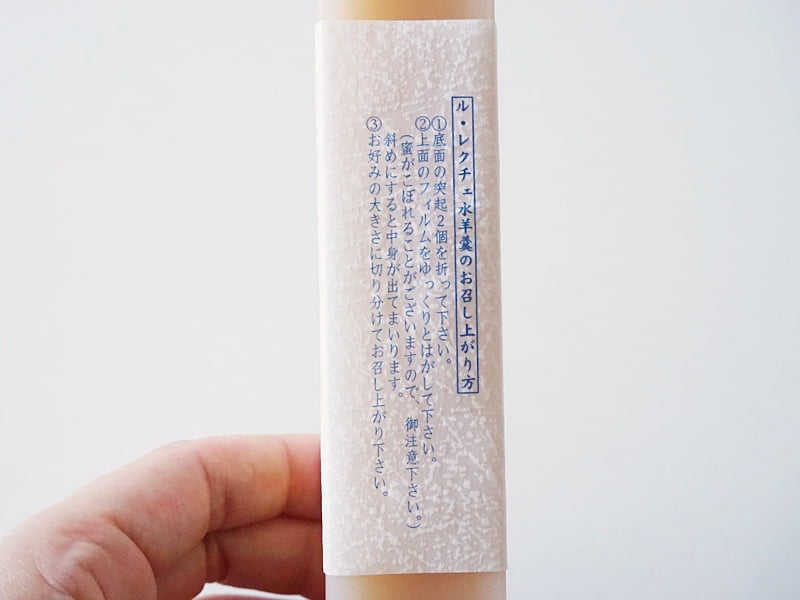 ル・レクチェ水羊羹のお召し上がり方
①底面の突起2個を折って下さい。
②上面のフィルムをゆっくりとはがして下さい。
(蜜がこぼれることがございますので、御注意下さい。)
斜めにすると中身が出てまいります。
③お好みの大きさに切り分けてお召し上がり下さい。